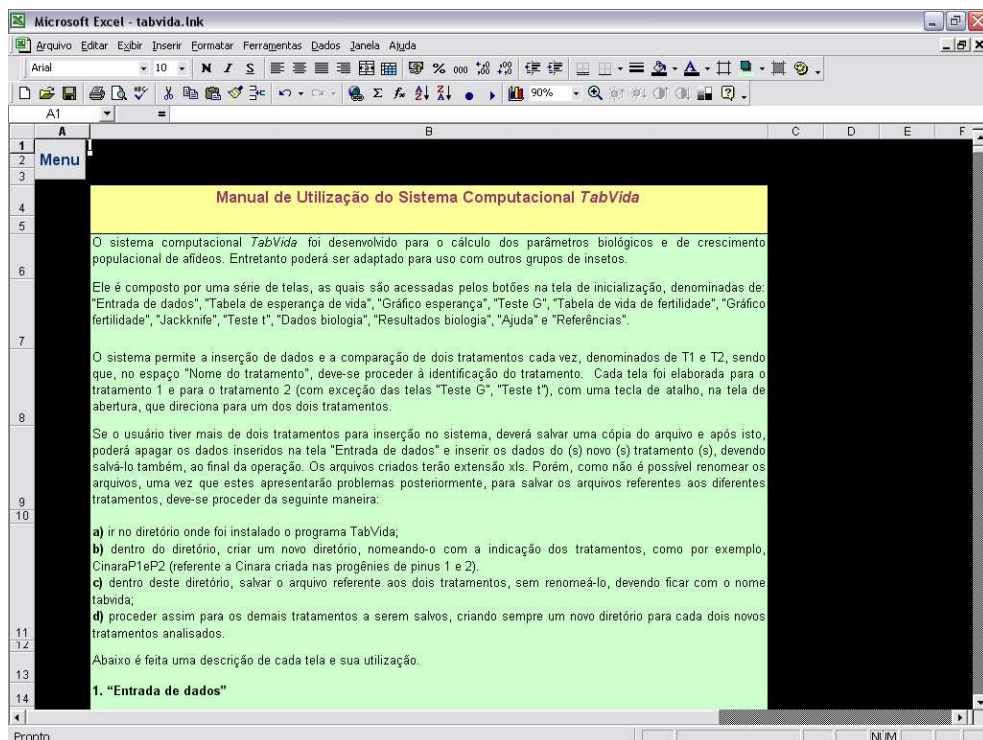 Microsoft Excel - tabvida.lnk
Arquivo Editar Exibir Inserir Formatar Ferramentas Dados Janela Ajuda
Arial 10 N I S % 000
90%
A1 =
A B C D E F
1
2 Menu
3
4 Manual de Utilização do Sistema Computacional TabVida
5
O sistema computacional TabVida foi desenvolvido para o cálculo dos parâmetros biológicos e de crescimento
6 populacional de afídeos. Entretanto poderá ser adaptado para uso com outros grupos de insetos.
Ele é composto por uma série de telas, as quais são acessadas pelos botões na tela de inicialização, denominadas de:
"Entrada de dados", "Tabela de esperança de vida", "Gráfico esperança", "Teste G", "Tabela de vida de fertilidade", "Gráfico
fertilidade", "Jackknife", "Teste t", "Dados biologia", "Resultados biologia", "Ajuda" e "Referências".
7
O sistema permite a inserção de dados e a comparação de dois tratamentos cada vez, denominados de T1 e T2, sendo
que, no espaço "Nome do tratamento", deve-se proceder à identificação do tratamento. Cada tela foi elaborada para o
tratamento 1 e para o tratamento 2 (com exceção das telas "Teste G", "Teste t"), com uma tecla de atalho, na tela de
abertura, que direciona para um dos dois tratamentos.
8
Se o usuário tiver mais de dois tratamentos para inserção no sistema, deverá salvar uma cópia do arquivo e após isto,
poderá apagar os dados inseridos na tela "Entrada de dados" e inserir os dados do (s) novo (s) tratamento (s), devendo
salvá-lo também, ao final da operação. Os arquivos criados terão extensão xls. Porém, como não é possível renomear os
arquivos, uma vez que estes apresentarão problemas posteriormente, para salvar os arquivos referentes aos diferentes
9 tratamentos, deve-se proceder da seguinte maneira:
10
a) ir no diretório onde foi instalado o programa TabVida;
b) dentro do diretório, criar um novo diretório, nomeando-o com a indicação dos tratamentos, como por exemplo,
CinaraP1eP2 (referente a Cinara criada nas progênies de pinus 1 e 2).
c) dentro deste diretório, salvar o arquivo referente aos dois tratamentos, sem renomeá-lo, devendo ficar com o nome
tabvida;
d) proceder assim para os demais tratamentos a serem salvos, criando sempre um novo diretório para cada dois novos
11 tratamentos analisados.
12
Abaixo é feita uma descrição de cada tela e sua utilização.
13
14 1. “Entrada de dados”
Pronto NÚM